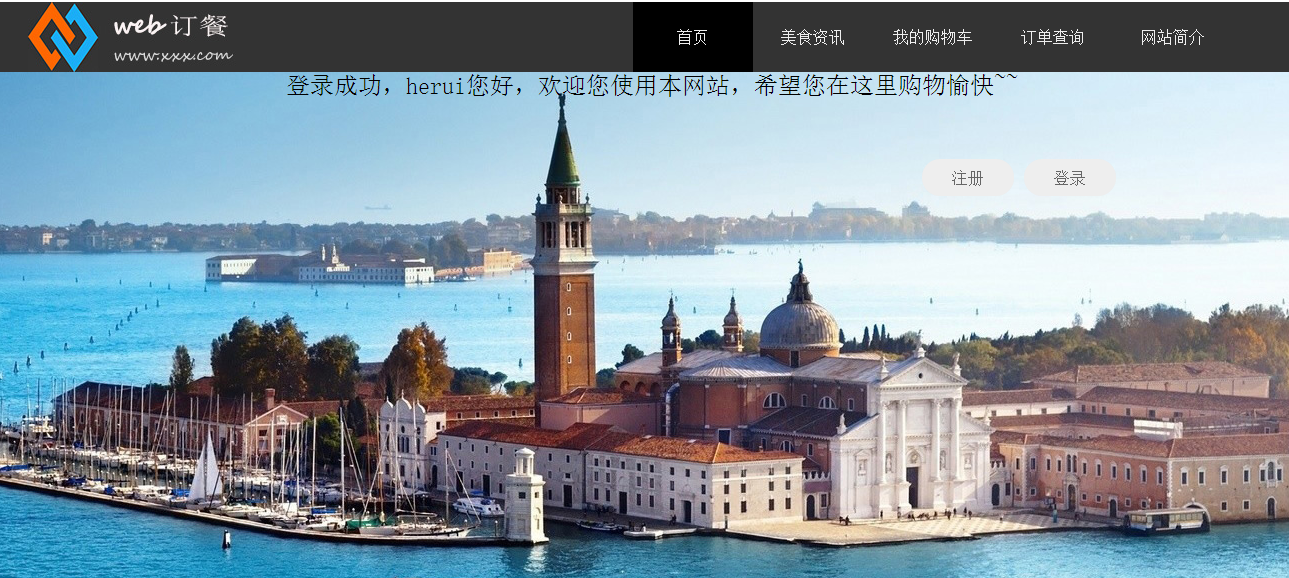 web 订餐
www.xxx.com
首页 美食资讯 我的购物车 订单查询 网站简介
登录成功，herui您好，欢迎您使用本网站，希望您在这里购物愉快~~
注册 登录